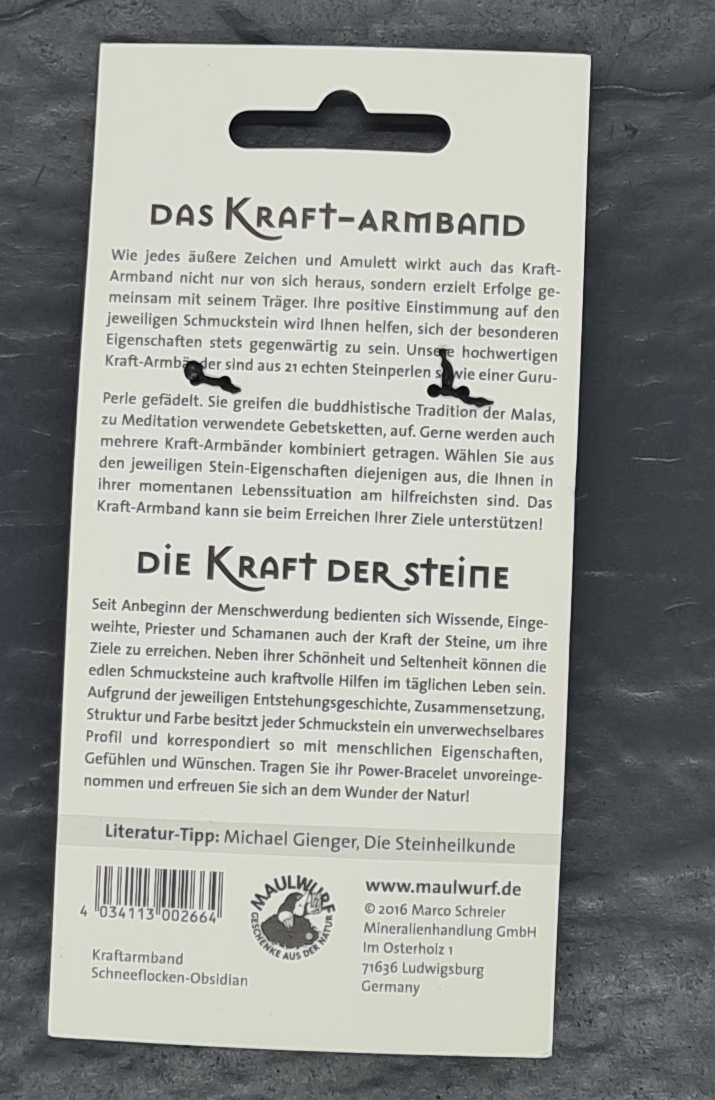 DAS KRAFT-ARMBAND
Wie jedes äußere Zeichen und Amulett wirkt auch das Kraft-
Armband nicht nur von sich heraus, sondern erzielt Erfolge ge-
meinsam mit seinem Träger. Ihre positive Einstimmung auf den
jeweiligen Schmuckstein wird Ihnen helfen, sich der besonderen
Eigenschaften stets gegenwärtig zu sein. Unsere hochwertigen
Kraft-Armbänder sind aus 21 echten Steinperlen sowie einer Guru-
Perle gefädelt. Sie greifen die buddhistische Tradition der Malas,
zu Meditation verwendete Gebetsketten, auf. Gerne werden auch
mehrere Kraft-Armbänder kombiniert getragen. Wählen Sie aus
den jeweiligen Stein-Eigenschaften diejenigen aus, die Ihnen in
ihrer momentanen Lebenssituation am hilfreichsten sind. Das
Kraft-Armband kann sie beim Erreichen Ihrer Ziele unterstützen!
DIE KRAFT DER STEINE
Seit Anbeginn der Menschwerdung bedienten sich Wissende, Einge-
weihte, Priester und Schamanen auch der Kraft der Steine, um ihre
Ziele zu erreichen. Neben ihrer Schönheit und Seltenheit können die
edlen Schmucksteine auch kraftvolle Hilfen im täglichen Leben sein.
Aufgrund der jeweiligen Entstehungsgeschichte, Zusammensetzung,
Struktur und Farbe besitzt jeder Schmuckstein ein unverwechselbares
Profil und korrespondiert so mit menschlichen Eigenschaften,
Gefühlen und Wünschen. Tragen Sie ihr Power-Bracelet unvoreinge-
nommen und erfreuen Sie sich an dem Wunder der Natur!
Literatur-Tipp: Michael Gienger, Die Steinheilkunde
4 034113 002664
Kraftarmband
Schneeflocken-Obsidian
MAULWURF
GESCHENKE AUS DER NATUR
www.maulwurf.de
© 2016 Marco Schreier
Mineralienhandlung GmbH
Im Osterholz 1
71636 Ludwigsburg
Germany